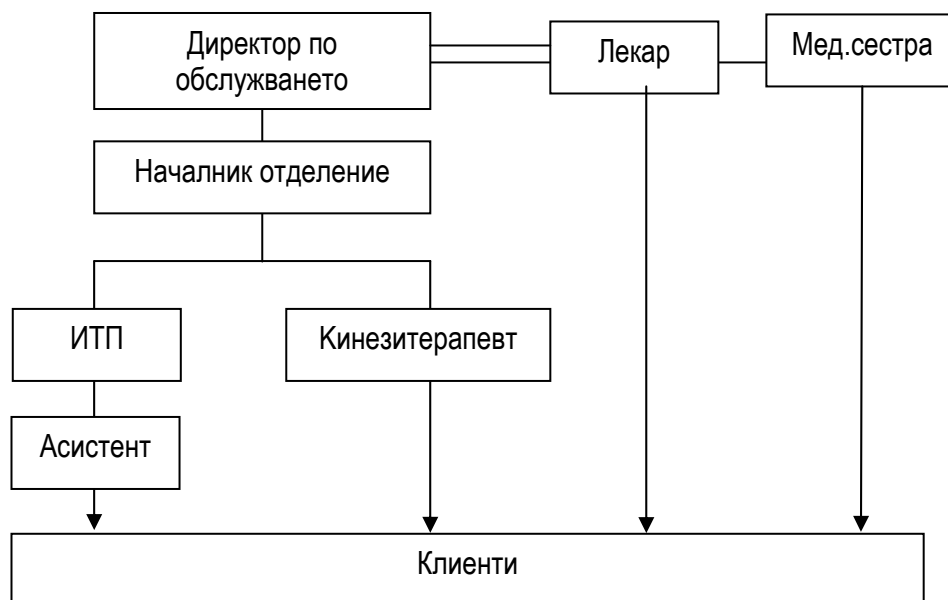 Директор по
обслужването
Лекар
Мед.сестра
Началник отделение
ИТП
Кинезитерапевт
Асистент
Клиенти